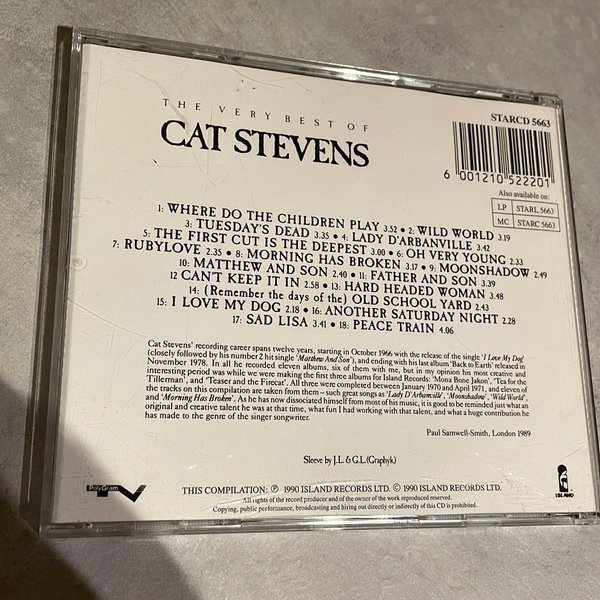 THE VERY BEST OF
CAT STEVENS
STARCD 5663
6 001210 522201
Also available on:
LP STARL 5663
MC STARC 5663
1: WHERE DO THE CHILDREN PLAY 3.52 • 2: WILD WORLD 3.19
3: TUESDAY'S DEAD 3.35 • 4: LADY D'ARBANVILLE 3.42
5: THE FIRST CUT IS THE DEEPEST 3.00 • 6: OH VERY YOUNG 2.33
7: RUBYLOVE 2.35 • 8: MORNING HAS BROKEN 3.17 • 9: MOONSHADOW 2.49
10: MATTHEW AND SON 2.40 • 11: FATHER AND SON 3.39
12 CAN'T KEEP IT IN 2.58 • 13: HARD HEADED WOMAN 3.48
14: (Remember the days of the) OLD SCHOOL YARD 2.43
15: I LOVE MY DOG 2.18 • 16: ANOTHER SATURDAY NIGHT 2.28
17: SAD LISA 3.41 • 18: PEACE TRAIN 4.06
Cat Stevens' recording career spans twelve years, starting in October 1966 with the release of the single 'I Love My Dog'
(closely followed by his number 2 hit single 'Matthew And Son'), and ending with his last album 'Back to Earth' released in
November 1978. In all he recorded eleven albums, six of them with me, but in my opinion his most creative and
interesting period was while we were making the first three albums for Island Records: 'Mona Bone Jakon', 'Tea for the
Tillerman', and 'Teaser and the Firecat'. All three were completed between January 1970 and April 1971, and eleven of
the tracks on this compilation are taken from them – such great songs as 'Lady D'Arbanville', 'Moonshadow', 'Wild World',
and 'Morning Has Broken'. As he has now dissociated himself from most of his music, it is good to be reminded just what an
original and creative talent he was at that time, what fun I had working with that talent, and what a huge contribution he
has made to the genre of the singer songwriter.
Paul Samwell-Smith, London 1989
Sleeve by J.L. & G.L.(Graphyk)
PolyGram
TV
THIS COMPILATION: ℗ 1990 ISLAND RECORDS LTD. © 1990 ISLAND RECORDS LTD.
All rights of the record producer and of the owner of the work reproduced reserved.
Copying, public performance, broadcasting and hiring out directly or indirectly of this CD is prohibited.
ISLAND